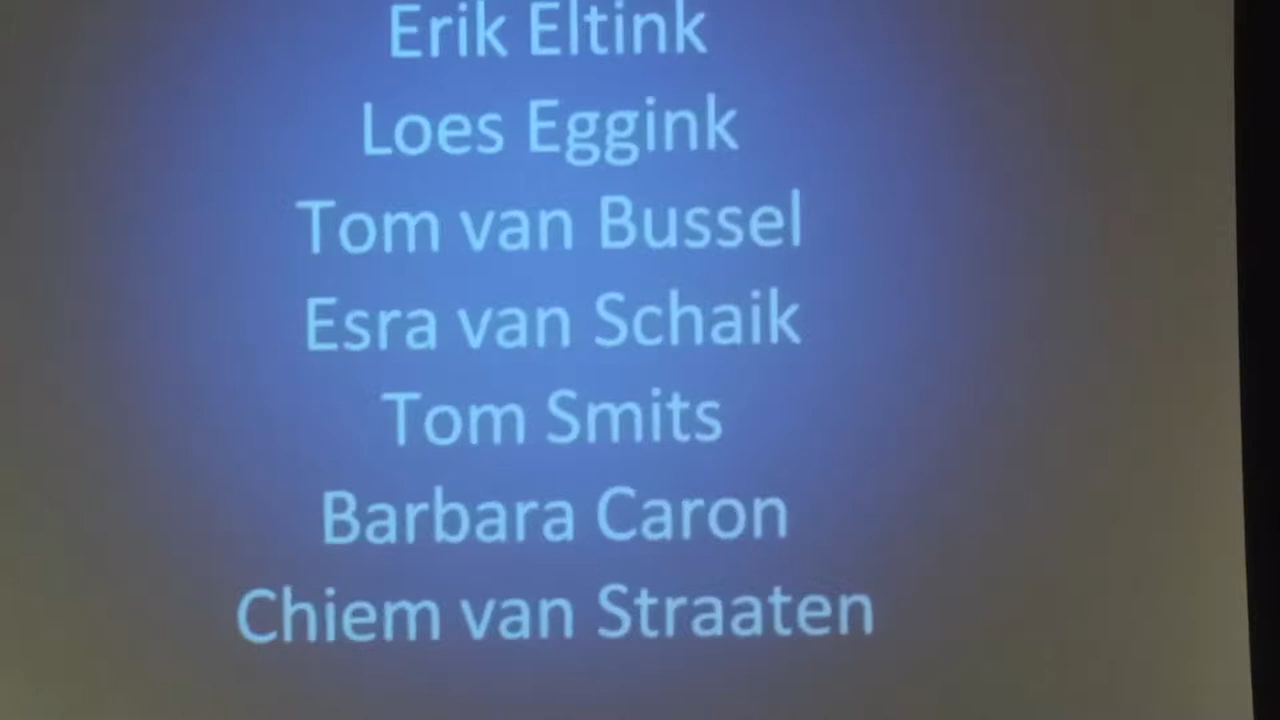 Erik Eltink
Loes Eggink
Tom van Bussel
Esra van Schaik
Tom Smits
Barbara Caron
Chiem van Straaten